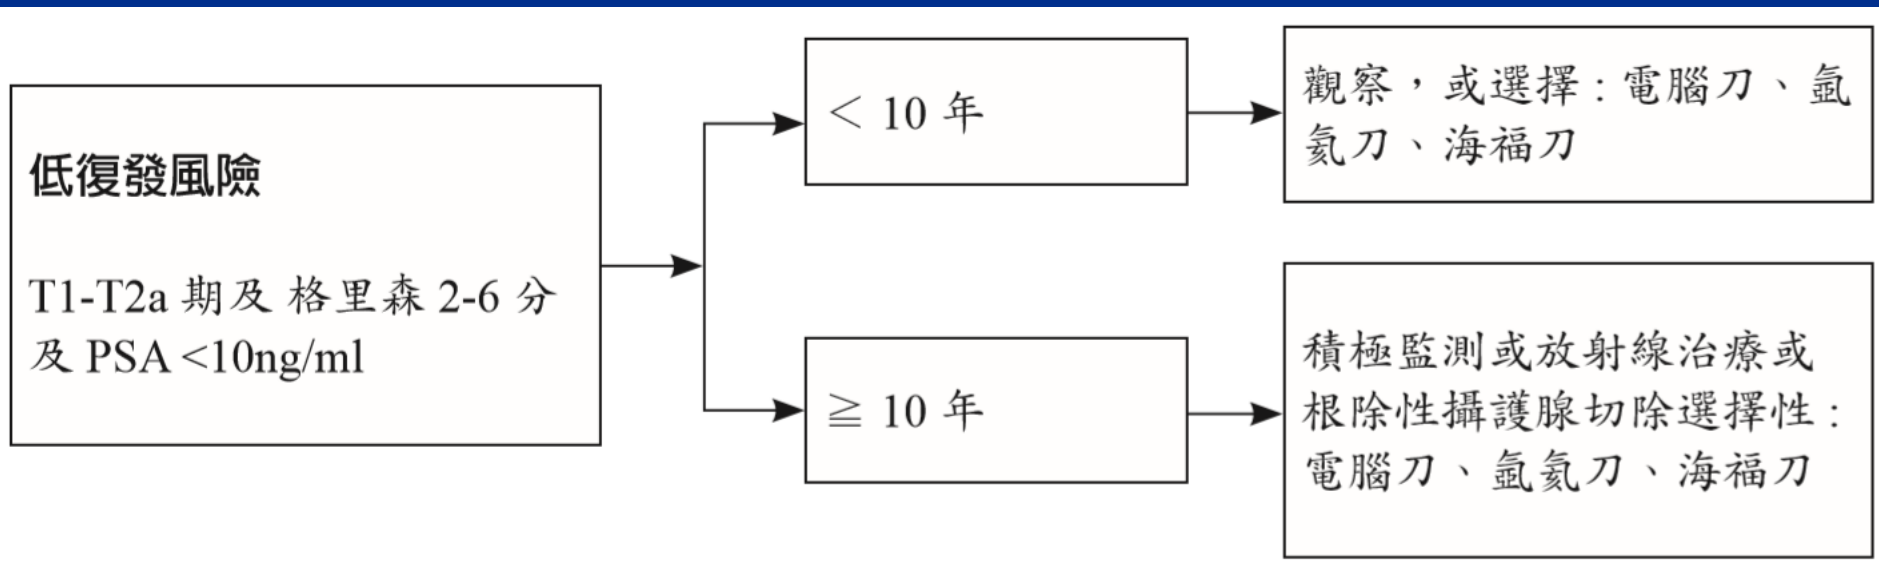 低復發風險
T1-T2a 期及 格里森 2-6 分
及 PSA <10ng/ml
< 10 年
觀察，或選擇：電腦刀、氬
氦刀、海福刀
≧ 10 年
積極監測或放射線治療或
根除性攝護腺切除選擇性：
電腦刀、氬氦刀、海福刀